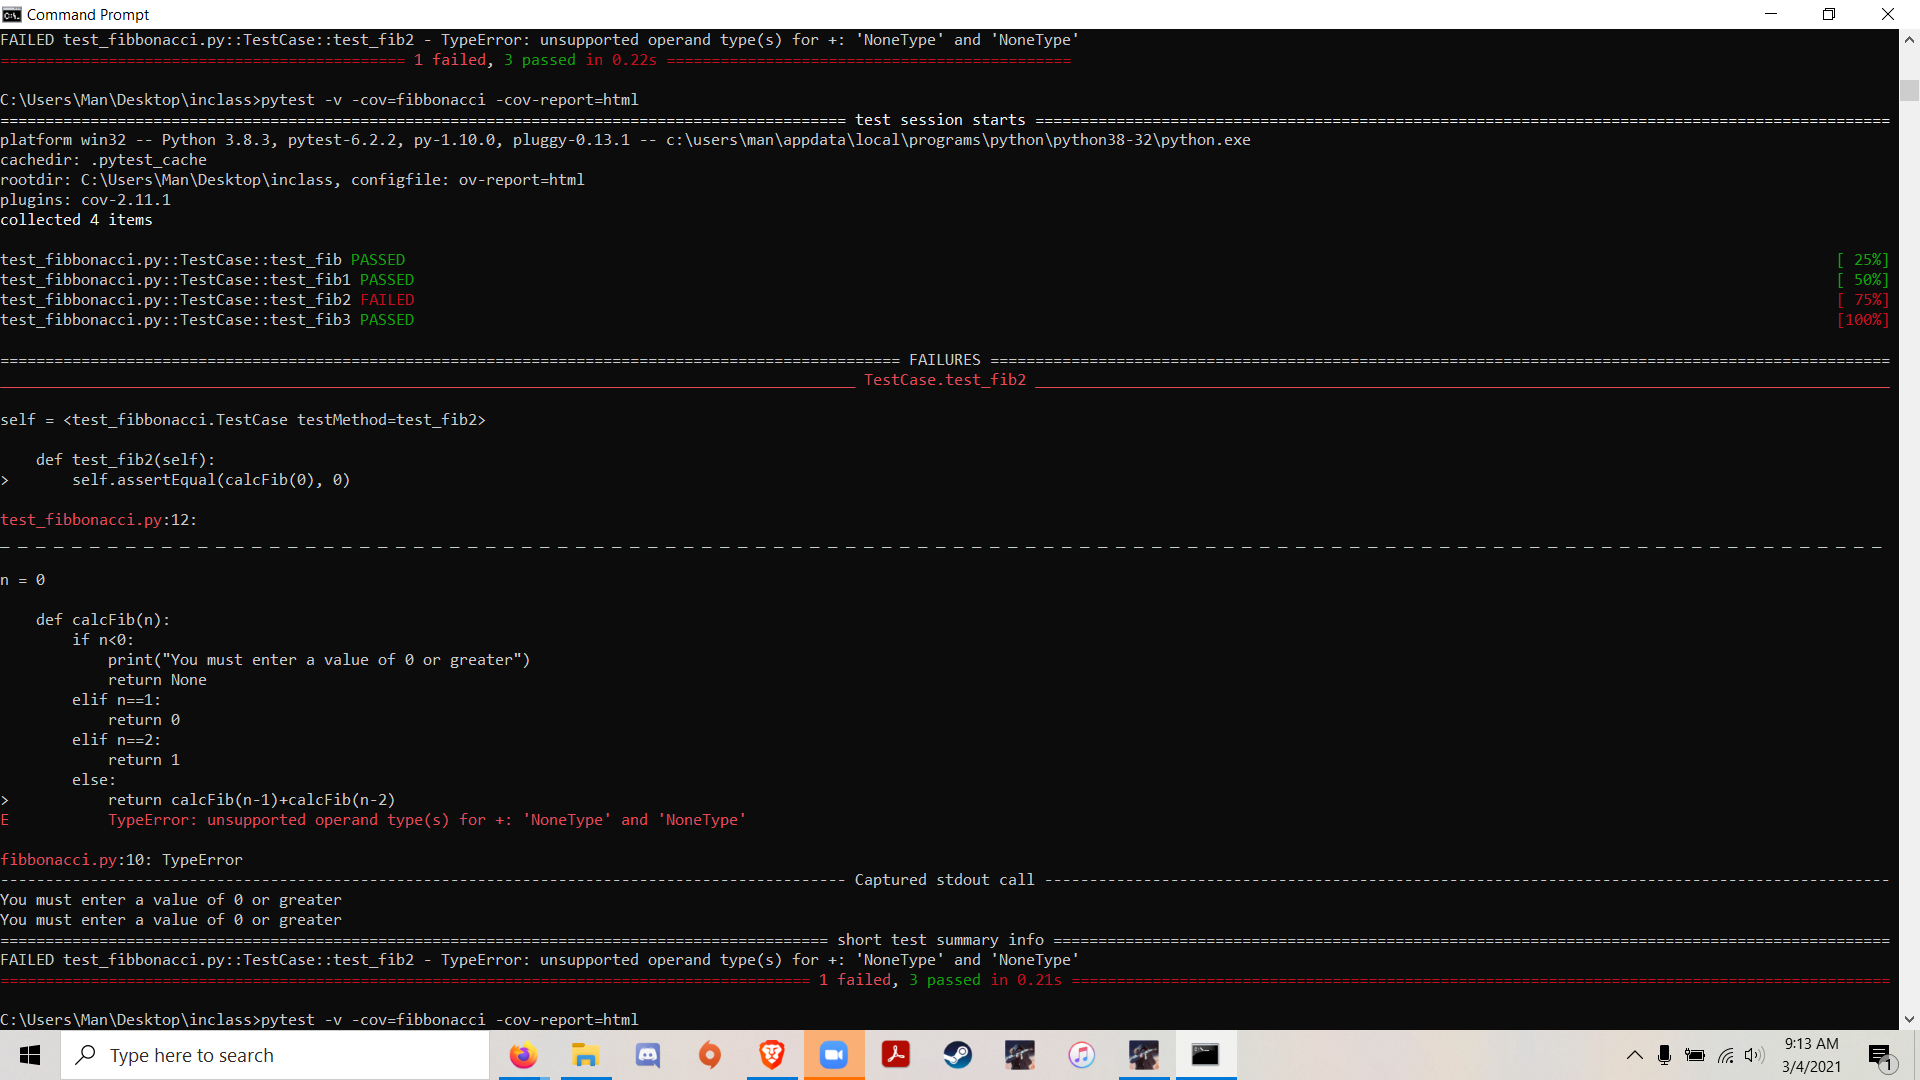 Command Prompt
FAILED test_fibbonacci.py::TestCase::test_fib2 - TypeError: unsupported operand type(s) for +: 'NoneType' and 'NoneType'
============================================= 1 failed, 3 passed in 0.22s =============================================
C:\Users\Man\Desktop\inclass>pytest -v -cov=fibbonacci -cov-report=html
============================================================================================== test session starts ===============================================================================================
platform win32 -- Python 3.8.3, pytest-6.2.2, py-1.10.0, pluggy-0.13.1 -- c:\users\man\appdata\local\programs\python\python38-32\python.exe
cachedir: .pytest_cache
rootdir: C:\Users\Man\Desktop\inclass, configfile: ov-report=html
plugins: cov-2.11.1
collected 4 items
test_fibbonacci.py::TestCase::test_fib PASSED [ 25%]
test_fibbonacci.py::TestCase::test_fib1 PASSED [ 50%]
test_fibbonacci.py::TestCase::test_fib2 FAILED [ 75%]
test_fibbonacci.py::TestCase::test_fib3 PASSED [100%]
==================================================================================================== FAILURES ====================================================================================================
_______________________________________________________________________________________________ TestCase.test_fib2 _______________________________________________________________________________________________
self = <test_fibbonacci.TestCase testMethod=test_fib2>
def test_fib2(self):
> self.assertEqual(calcFib(0), 0)
test_fibbonacci.py:12:
_ _ _ _ _ _ _ _ _ _ _ _ _ _ _ _ _ _ _ _ _ _ _ _ _ _ _ _ _ _ _ _ _ _ _ _ _ _ _ _ _ _ _ _ _ _ _ _ _ _ _ _ _ _ _ _ _ _ _ _ _ _ _ _ _ _ _ _ _ _ _ _ _ _ _ _ _ _ _ _ _ _ _ _ _ _ _ _ _ _ _ _ _ _ _ _ _ _ _ _ _ _ _ _ _
n = 0
def calcFib(n):
if n<0:
print("You must enter a value of 0 or greater")
return None
elif n==1:
return 0
elif n==2:
return 1
else:
> return calcFib(n-1)+calcFib(n-2)
E TypeError: unsupported operand type(s) for +: 'NoneType' and 'NoneType'
fibbonacci.py:10: TypeError
---------------------------------------------------------------------------------------------- Captured stdout call ----------------------------------------------------------------------------------------------
You must enter a value of 0 or greater
You must enter a value of 0 or greater
============================================================================================ short test summary info =============================================================================================
FAILED test_fibbonacci.py::TestCase::test_fib2 - TypeError: unsupported operand type(s) for +: 'NoneType' and 'NoneType'
========================================================================================== 1 failed, 3 passed in 0.21s ===========================================================================================
C:\Users\Man\Desktop\inclass>pytest -v -cov=fibbonacci -cov-report=html
Type here to search
9:13 AM
3/4/2021
1